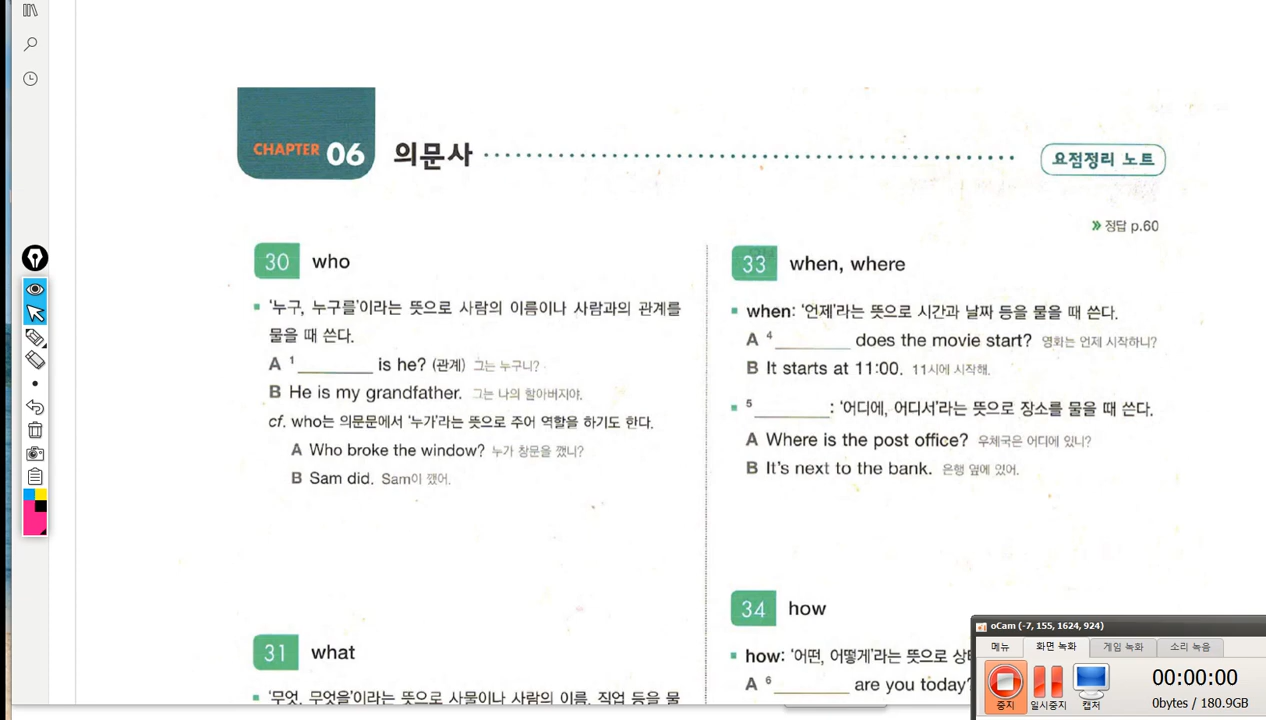 CHAPTER 06 의문사
요점정리 노트
» 정답 p.60
30 who
▪ '누구, 누구를'이라는 뜻으로 사람의 이름이나 사람과의 관계를
물을 때 쓴다.
A ¹________ is he? (관계) 그는 누구니?
B He is my grandfather. 그는 나의 할아버지야.
cf. who는 의문문에서 '누가'라는 뜻으로 주어 역할을 하기도 한다.
A Who broke the window? 누가 창문을 깼니?
B Sam did. Sam이 깼어.
31 what
▪ '무엇, 무엇을'이라는 뜻으로 사물이나 사람의 이름, 직업 등을 물
33 when, where
▪ when: '언제'라는 뜻으로 시간과 날짜 등을 물을 때 쓴다.
A ⁴________ does the movie start? 영화는 언제 시작하니?
B It starts at 11:00. 11시에 시작해.
▪ ⁵________: '어디에, 어디서'라는 뜻으로 장소를 물을 때 쓴다.
A Where is the post office? 우체국은 어디에 있니?
B It's next to the bank. 은행 옆에 있어.
34 how
▪ how: '어떤, 어떻게'라는 뜻으로
A ⁶________ are you today?
oCam (-7, 155, 1624, 924)
메뉴 화면 녹화 게임 녹화 소리 녹음
중지 일시중지 캡처
00:00:00
0bytes / 180.9GB